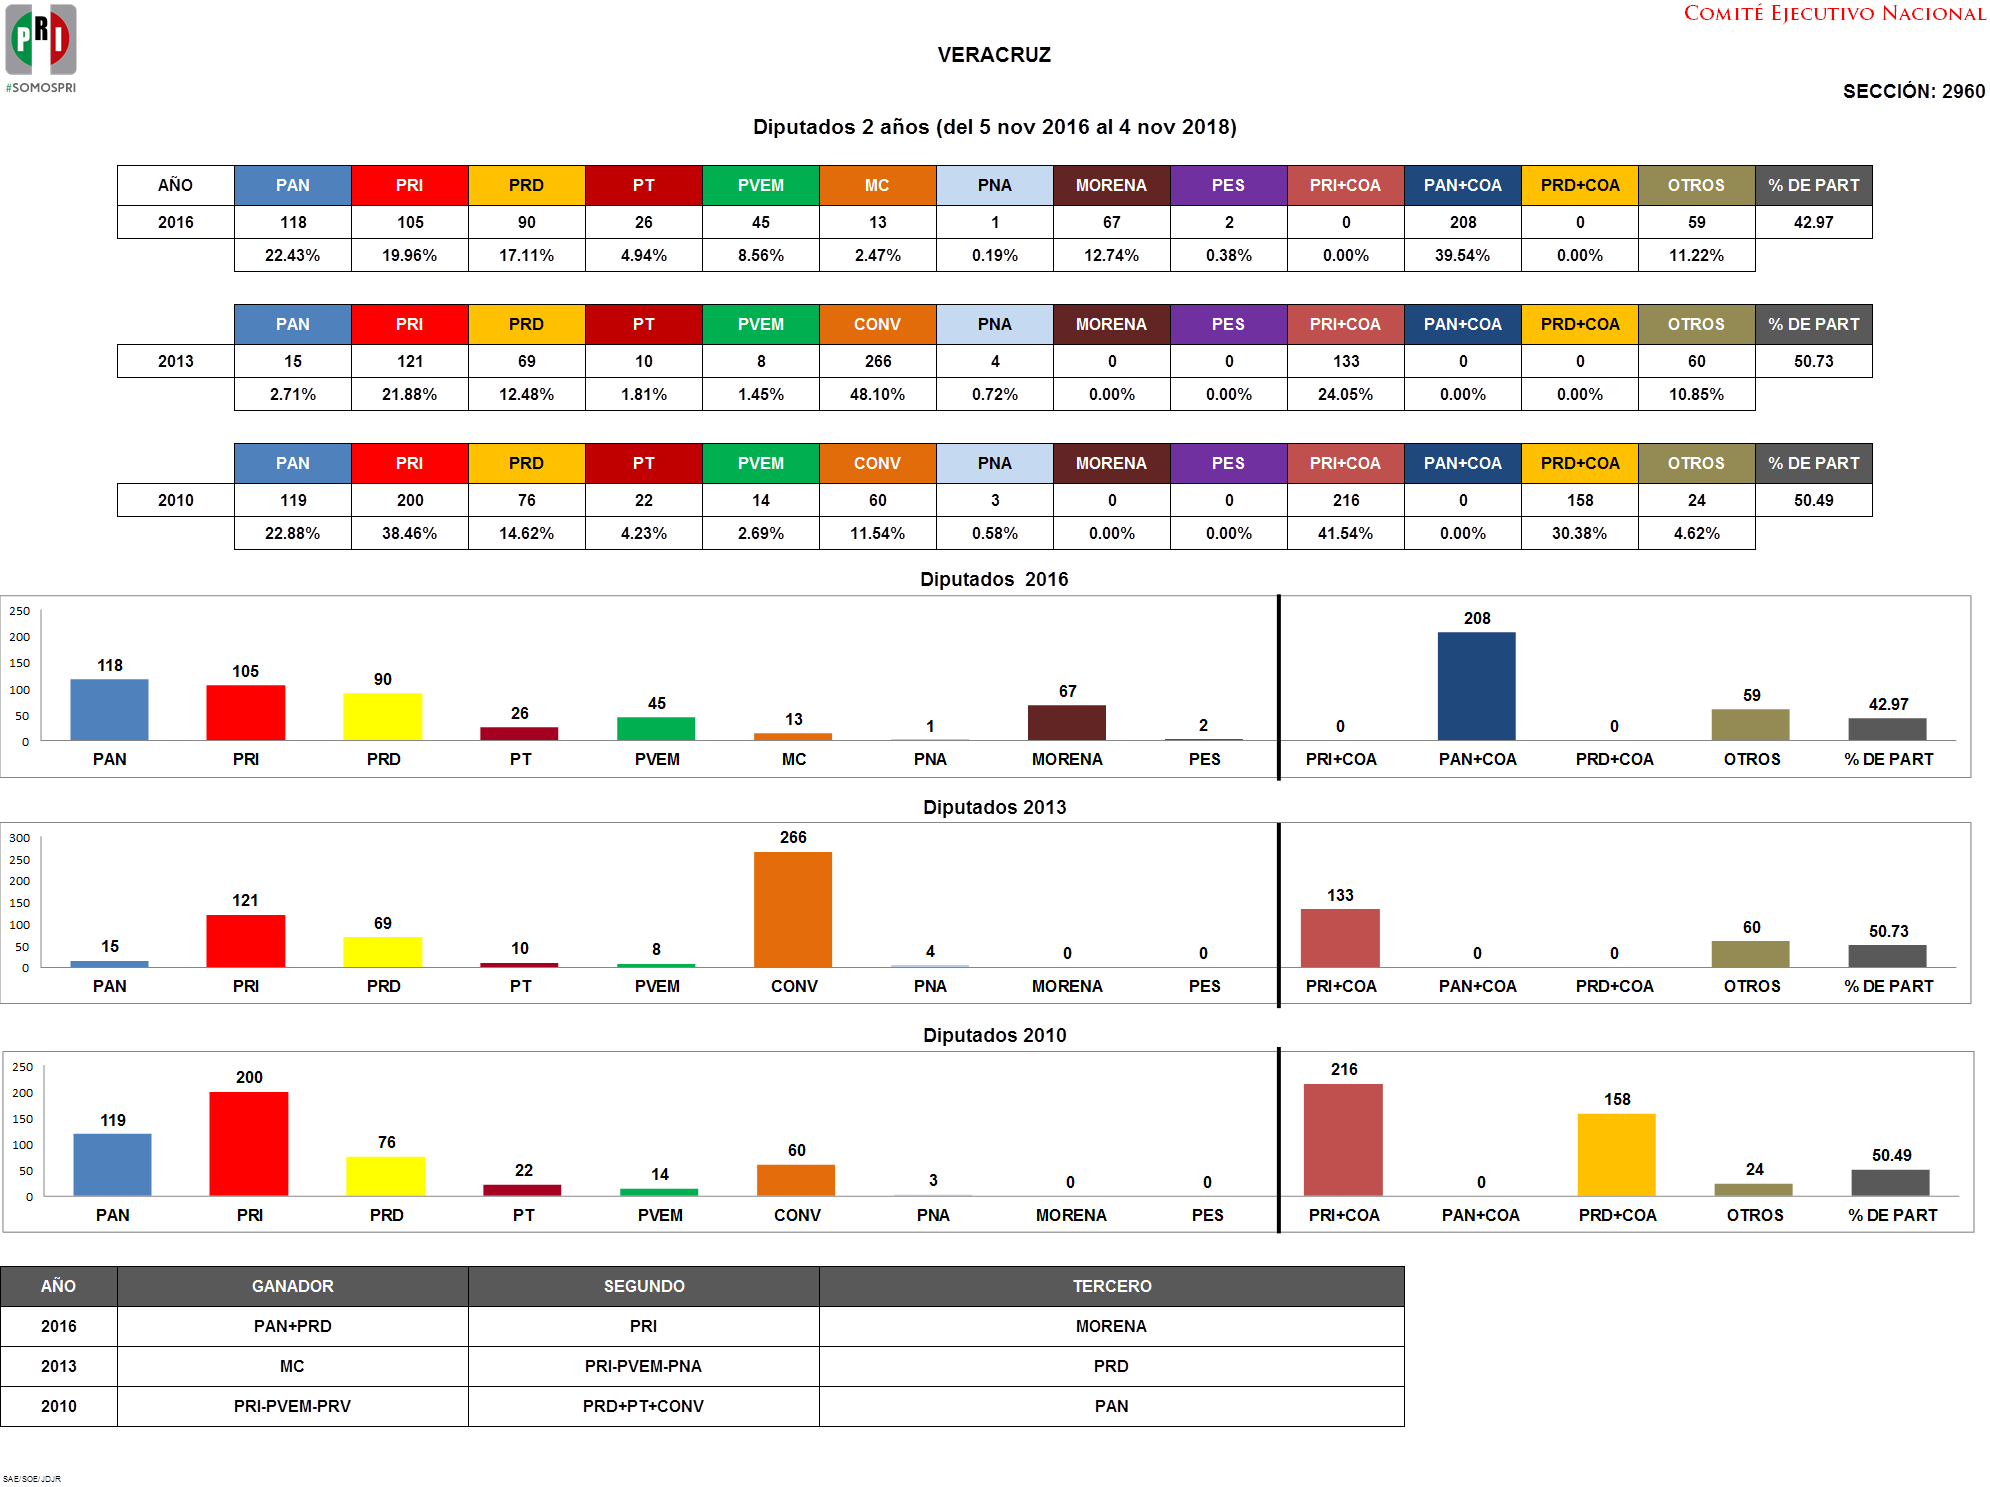 PRI
#SOMOSPRI
COMITÉ EJECUTIVO NACIONAL
VERACRUZ
SECCIÓN: 2960
Diputados 2 años (del 5 nov 2016 al 4 nov 2018)
AÑO PAN PRI PRD PT PVEM MC PNA MORENA PES PRI+COA PAN+COA PRD+COA OTROS % DE PART
2016 118 105 90 26 45 13 1 67 2 0 208 0 59 42.97
22.43% 19.96% 17.11% 4.94% 8.56% 2.47% 0.19% 12.74% 0.38% 0.00% 39.54% 0.00% 11.22%
PAN PRI PRD PT PVEM CONV PNA MORENA PES PRI+COA PAN+COA PRD+COA OTROS % DE PART
2013 15 121 69 10 8 266 4 0 0 133 0 0 60 50.73
2.71% 21.88% 12.48% 1.81% 1.45% 48.10% 0.72% 0.00% 0.00% 24.05% 0.00% 0.00% 10.85%
PAN PRI PRD PT PVEM CONV PNA MORENA PES PRI+COA PAN+COA PRD+COA OTROS % DE PART
2010 119 200 76 22 14 60 3 0 0 216 0 158 24 50.49
22.88% 38.46% 14.62% 4.23% 2.69% 11.54% 0.58% 0.00% 0.00% 41.54% 0.00% 30.38% 4.62%
Diputados 2016
250
200
150
100
50
0
118 105 90 26 45 13 1 67 2 0 208 0 59 42.97
PAN PRI PRD PT PVEM MC PNA MORENA PES PRI+COA PAN+COA PRD+COA OTROS % DE PART
Diputados 2013
300
250
200
150
100
50
0
15 121 69 10 8 266 4 0 0 133 0 0 60 50.73
PAN PRI PRD PT PVEM CONV PNA MORENA PES PRI+COA PAN+COA PRD+COA OTROS % DE PART
Diputados 2010
250
200
150
100
50
0
119 200 76 22 14 60 3 0 0 216 0 158 24 50.49
PAN PRI PRD PT PVEM CONV PNA MORENA PES PRI+COA PAN+COA PRD+COA OTROS % DE PART
AÑO GANADOR SEGUNDO TERCERO
2016 PAN+PRD PRI MORENA
2013 MC PRI-PVEM-PNA PRD
2010 PRI-PVEM-PRV PRD+PT+CONV PAN
SAE/SOE/JDJR